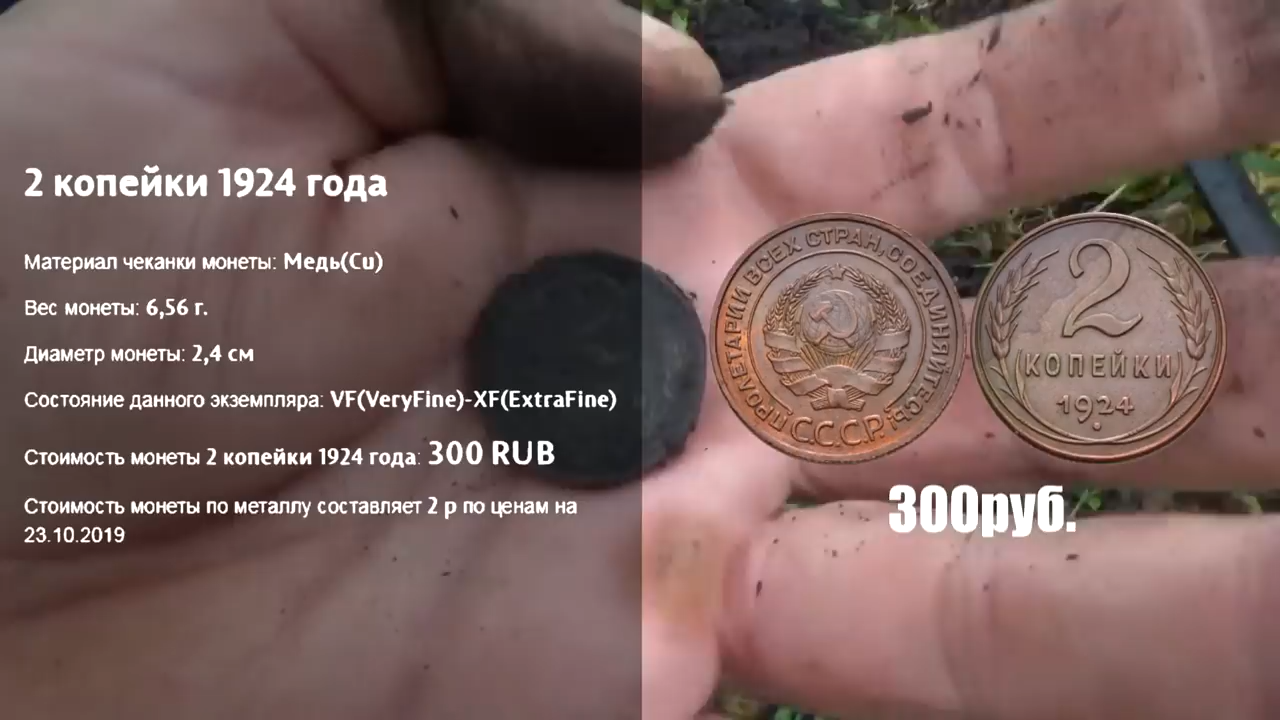 2 копейки 1924 года
Материал чеканки монеты: Медь(Cu)
Вес монеты: 6,56 г.
Диаметр монеты: 2,4 см
Состояние данного экземпляра: VF(VeryFine)-XF(ExtraFine)
Стоимость монеты 2 копейки 1924 года: 300 RUB
Стоимость монеты по металлу составляет 2 р по ценам на
23.10.2019
ПРОЛЕТАРИИ ВСЕХ СТРАН, СОЕДИНЯЙТЕСЬ!
С.С.С.Р.
2
КОПЕЙКИ
1924
300руб.